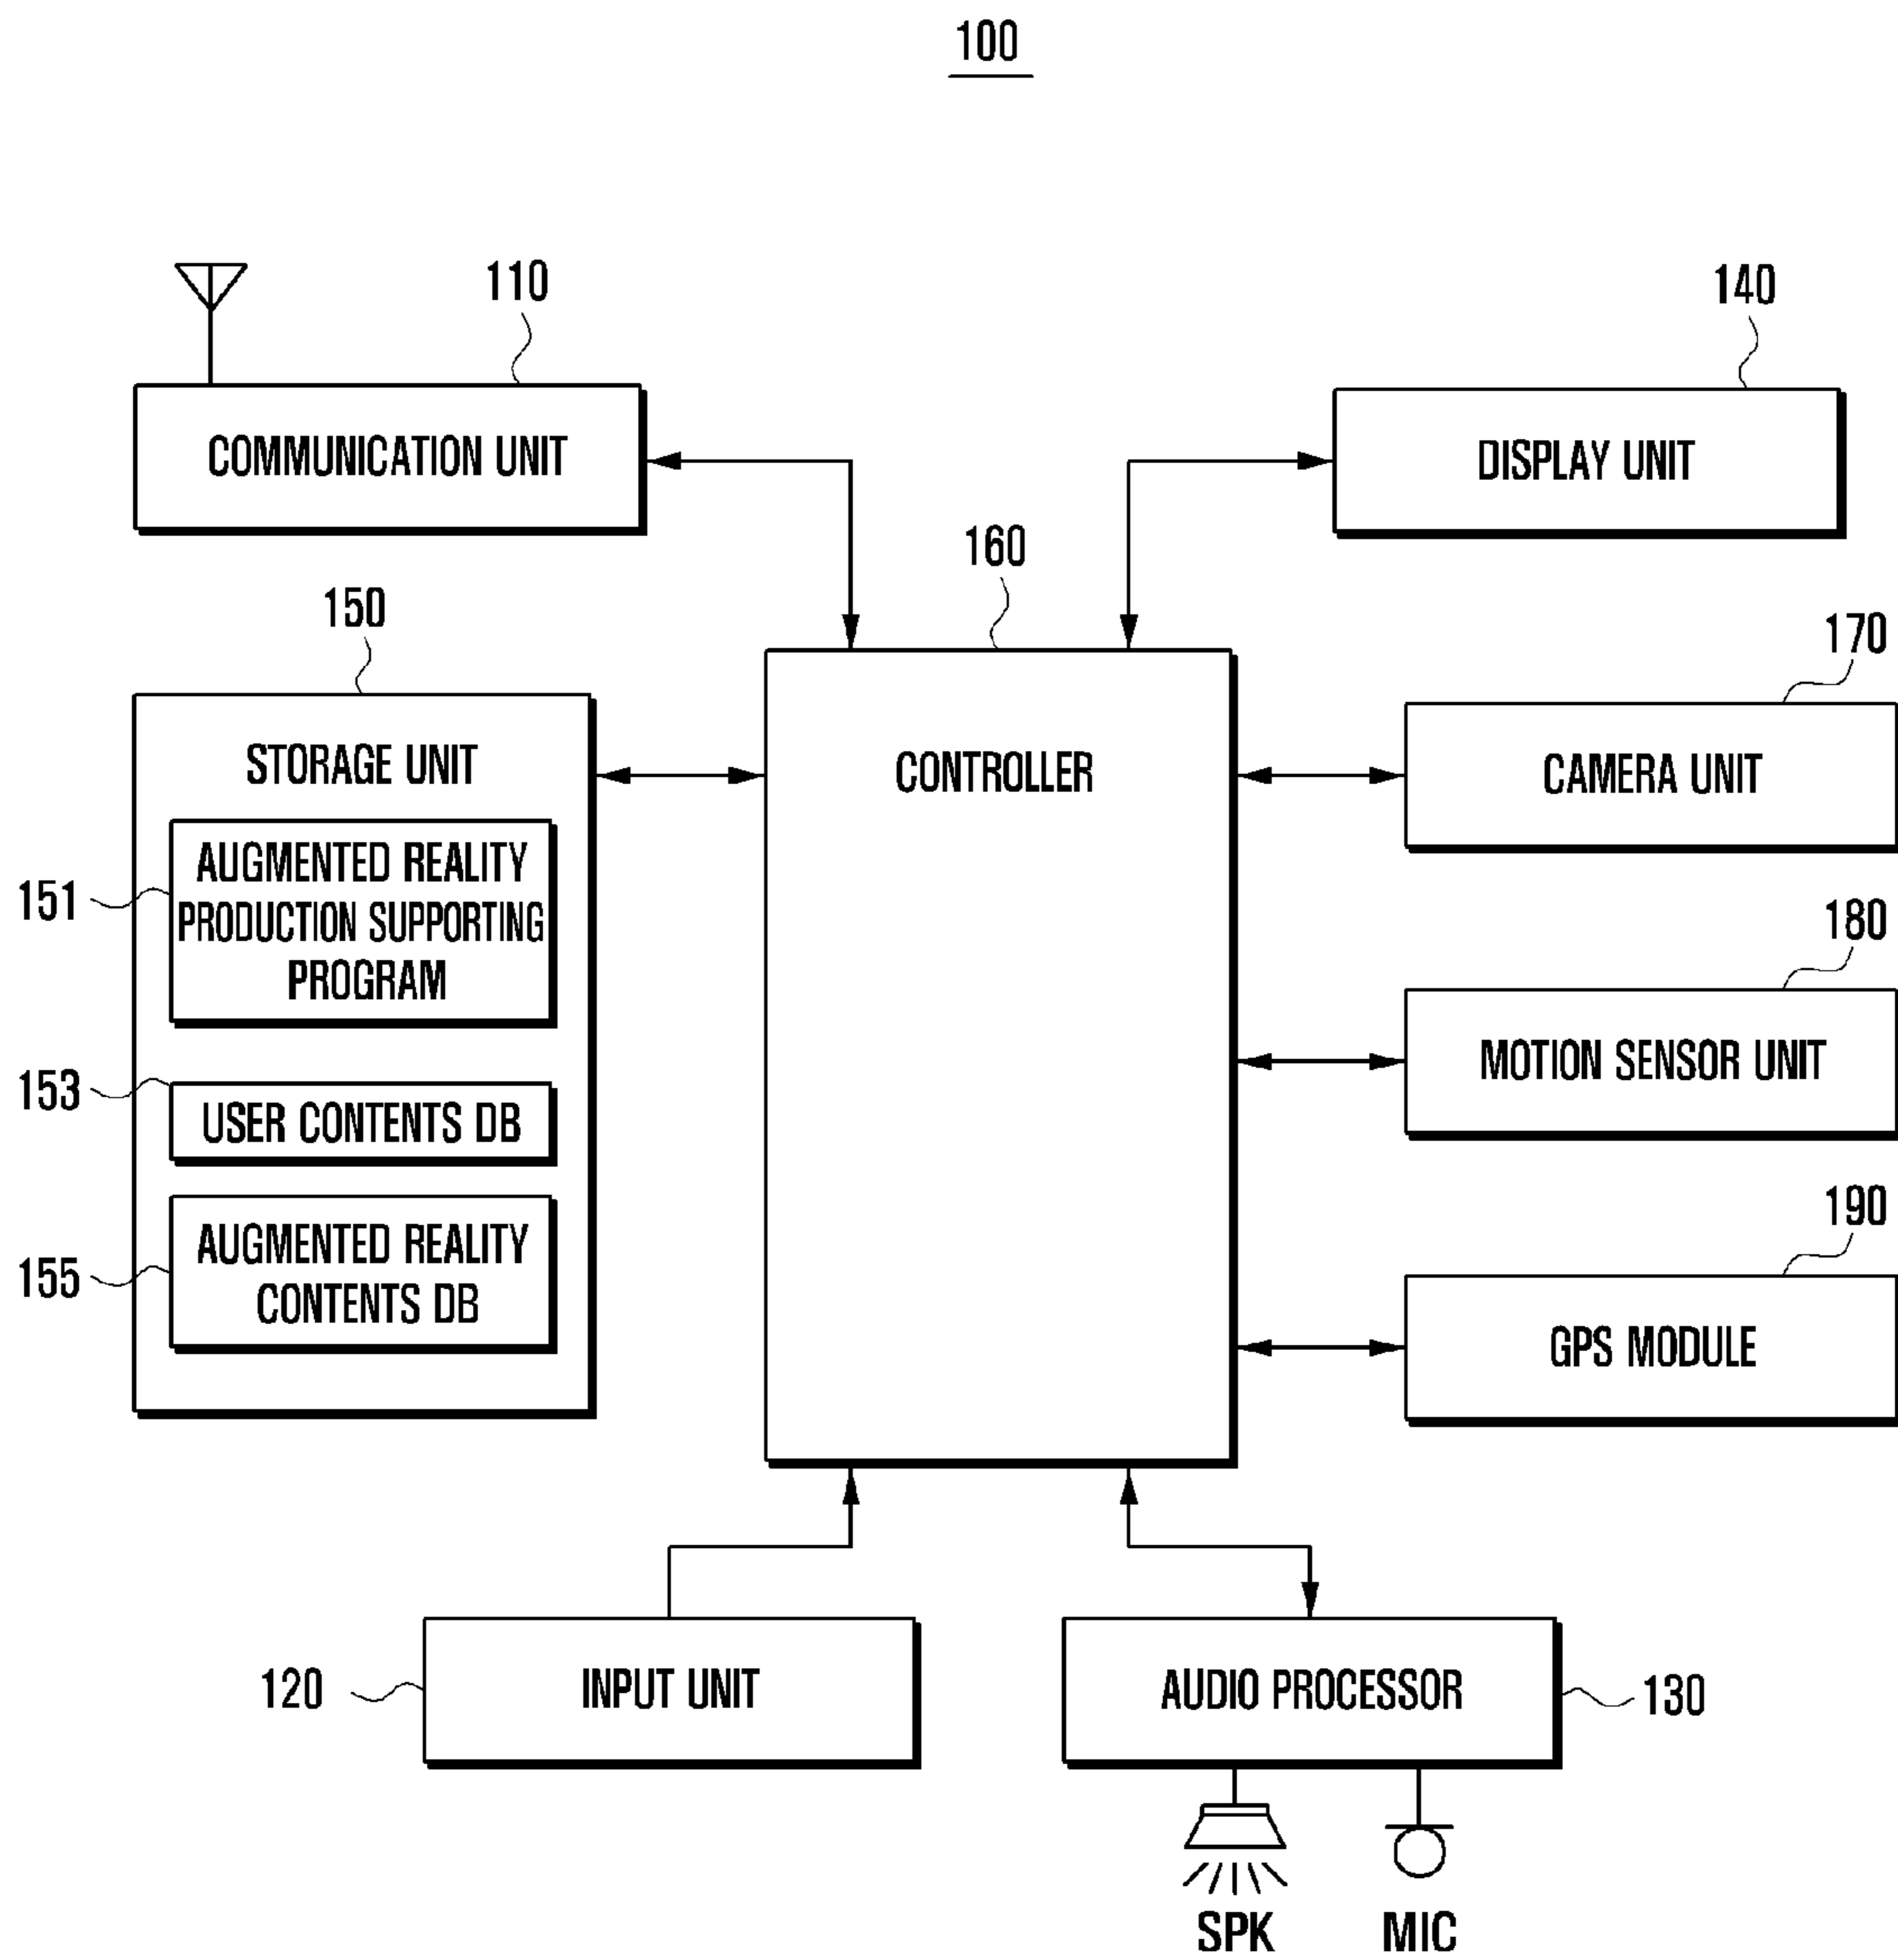 100
110
COMMUNICATION UNIT
140
DISPLAY UNIT
160
CONTROLLER
150
STORAGE UNIT
151
AUGMENTED REALITY
PRODUCTION SUPPORTING
PROGRAM
153
USER CONTENTS DB
155
AUGMENTED REALITY
CONTENTS DB
170
CAMERA UNIT
180
MOTION SENSOR UNIT
190
GPS MODULE
120
INPUT UNIT
AUDIO PROCESSOR
130
SPK
MIC